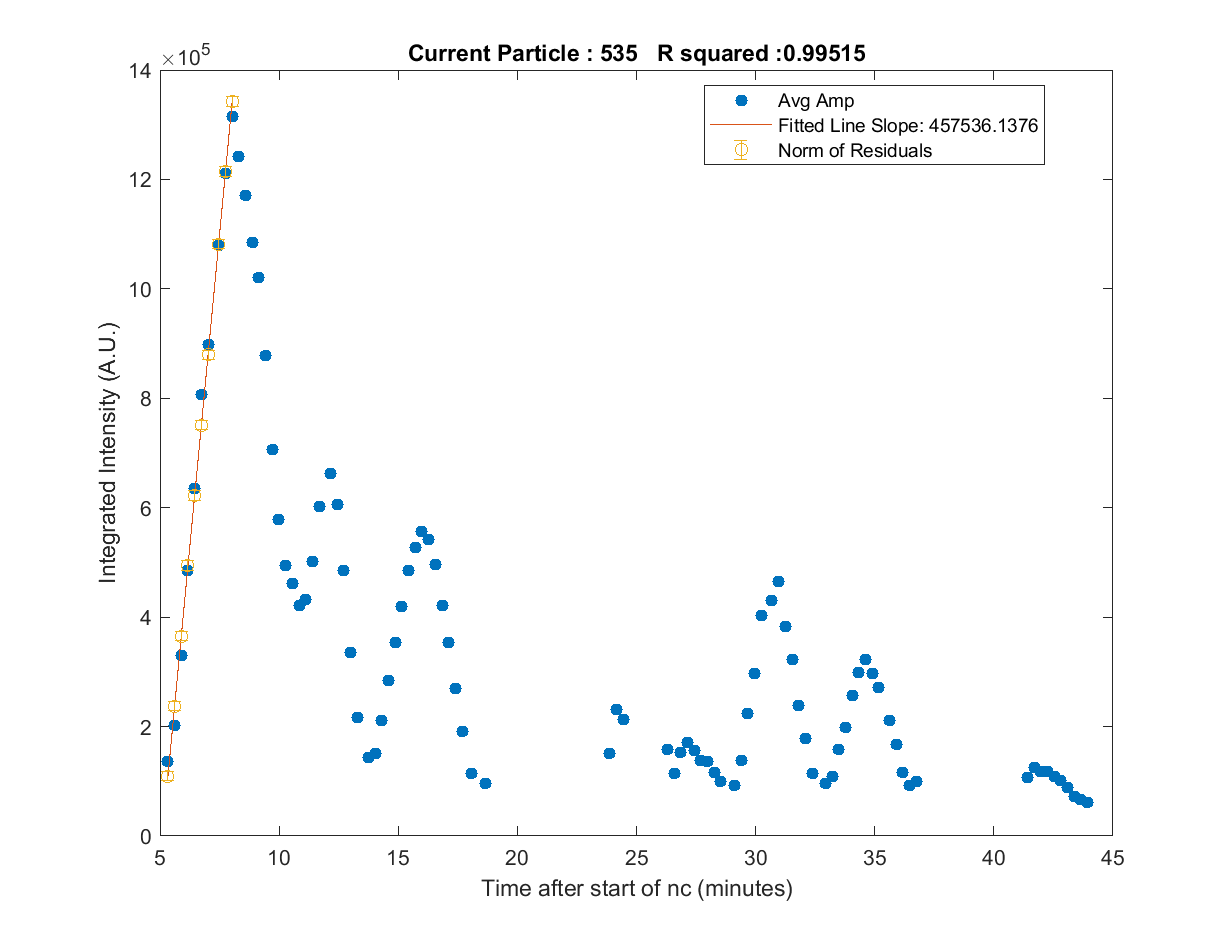 Current Particle : 535   R squared :0.99515
×10^5
14
12
10
8
6
4
2
0
5 10 15 20 25 30 35 40 45
Integrated Intensity (A.U.)
Time after start of nc (minutes)
Avg Amp
Fitted Line Slope: 457536.1376
Norm of Residuals